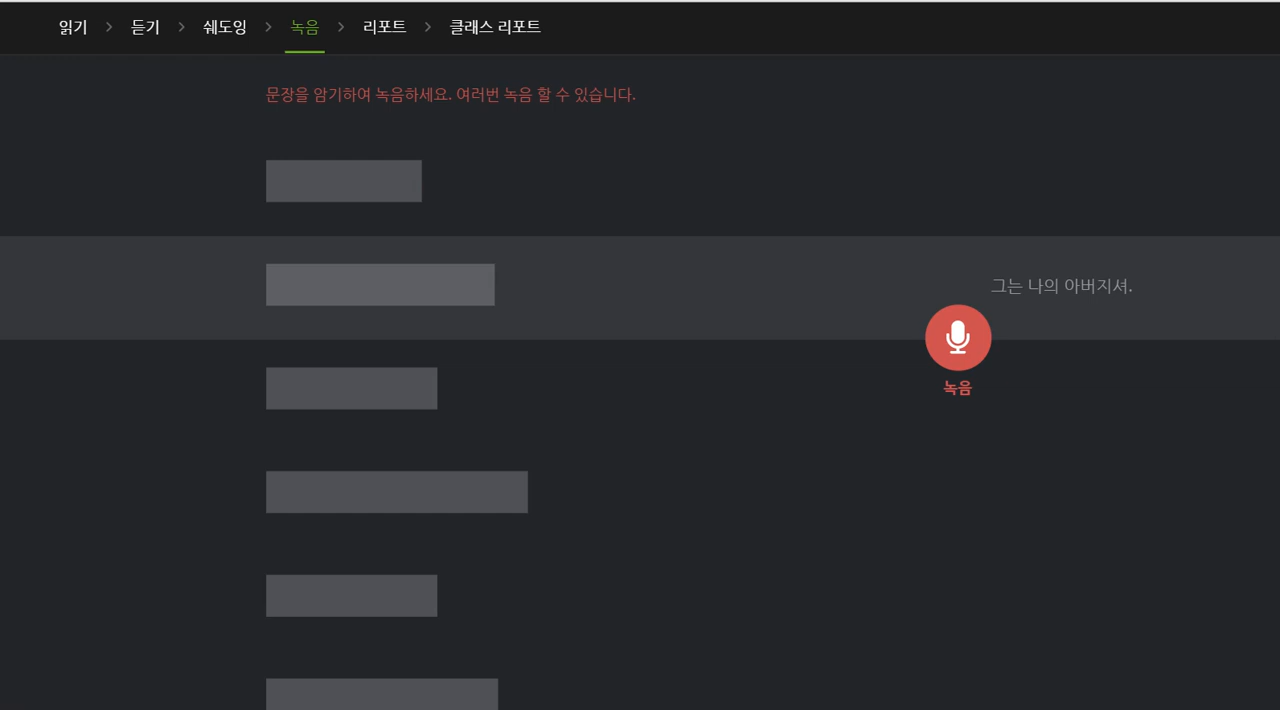 읽기 > 듣기 > 쉐도잉 > 녹음 > 리포트 > 클래스 리포트
문장을 암기하여 녹음하세요. 여러번 녹음 할 수 있습니다.
그는 나의 아버지셔.
녹음